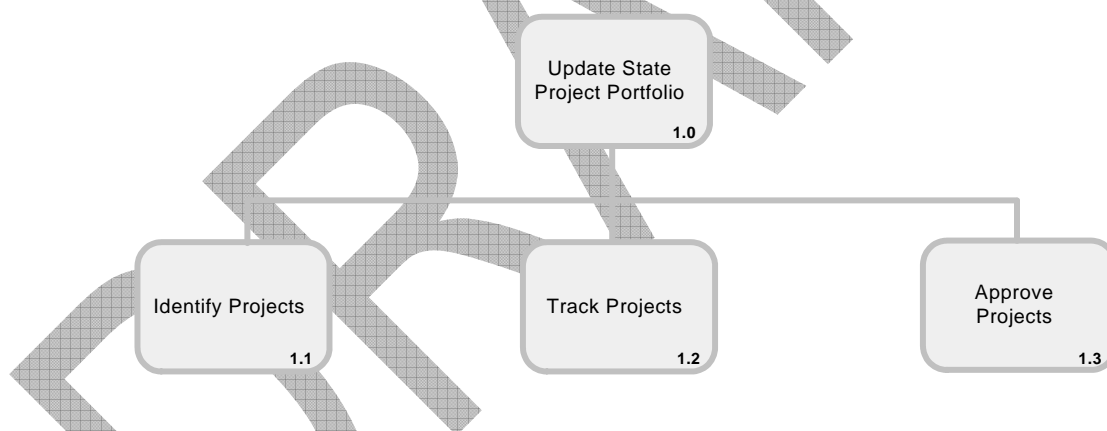 Update State
Project Portfolio
1.0
Identify Projects
1.1
Track Projects
1.2
Approve
Projects
1.3